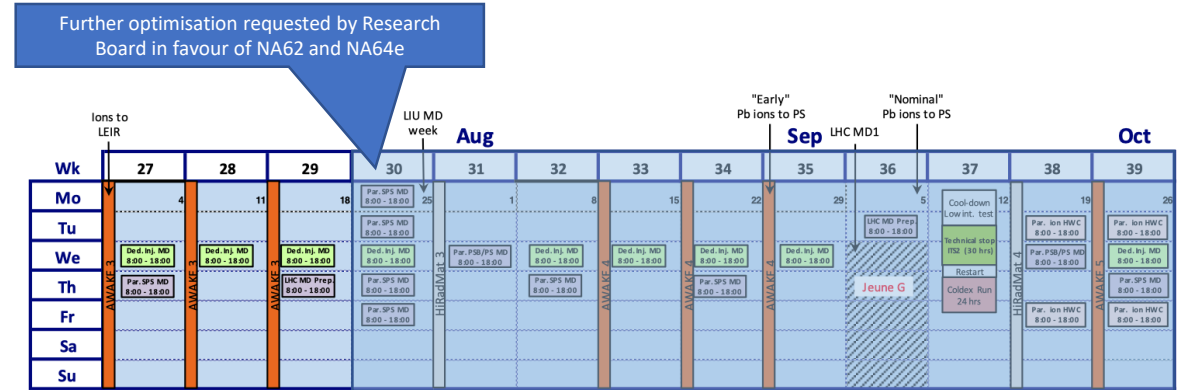 Further optimisation requested by Research
Board in favour of NA62 and NA64e
Ions to
LEIR
LIU MD
week
Aug
"Early"
Pb ions to PS
Sep
LHC MD1
"Nominal"
Pb ions to PS
Oct
Wk 27 28 29 30 31 32 33 34 35 36 37 38 39
Mo 4 11 18 25 1 8 15 22 29 5 12 19 26
Par.SPS MD
8:00 - 18:00
Cool-down
Low int. test
Tu
Par.SPS MD
8:00 - 18:00
LHC MD Prep.
8:00 - 18:00
Technical stop
ITS2 (30 hrs)
Par. ion HWC
8:00 - 18:00
Par. ion HWC
8:00 - 18:00
We
Ded. Inj. MD
8:00 - 18:00
Ded. Inj. MD
8:00 - 18:00
Ded. Inj. MD
8:00 - 18:00
Ded. Inj. MD
8:00 - 18:00
Par.PSB/PS MD
8:00 - 18:00
Ded. Inj. MD
8:00 - 18:00
Ded. Inj. MD
8:00 - 18:00
Ded. Inj. MD
8:00 - 18:00
Ded. Inj. MD
8:00 - 18:00
Par.PSB/PS MD
8:00 - 18:00
Ded. Inj. MD
8:00 - 18:00
Th
Par.SPS MD
8:00 - 18:00
LHC MD Prep.
8:00 - 18:00
Par.SPS MD
8:00 - 18:00
Par.SPS MD
8:00 - 18:00
Par.SPS MD
8:00 - 18:00
Jeune G
Restart
Coldex Run
24 hrs
Par.SPS MD
8:00 - 18:00
Fr
Par.SPS MD
8:00 - 18:00
Par. ion HWC
8:00 - 18:00
Par. ion HWC
8:00 - 18:00
Sa
Su
AWAKE 3
AWAKE 3
AWAKE 3
HiRadMat 3
AWAKE 4
AWAKE 4
AWAKE 4
HiRadMat 4
AWAKE 5